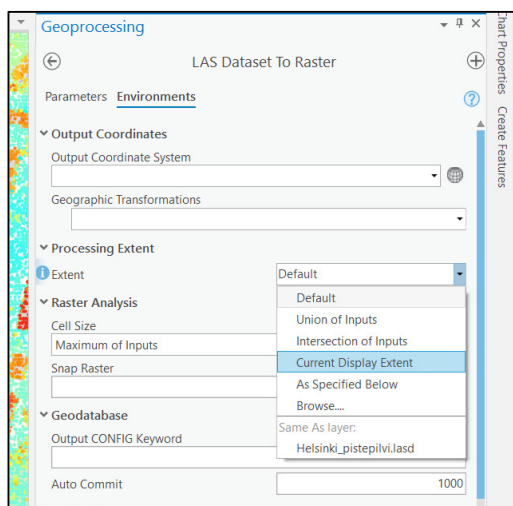 Geoprocessing
LAS Dataset To Raster
Parameters Environments
Output Coordinates
Output Coordinate System
Geographic Transformations
Processing Extent
Extent
Default
Default
Union of Inputs
Intersection of Inputs
Current Display Extent
As Specified Below
Browse....
Same As layer:
Helsinki_pistepilvi.lasd
Raster Analysis
Cell Size
Maximum of Inputs
Snap Raster
Geodatabase
Output CONFIG Keyword
Auto Commit
1000
Chart Properties
Create Features